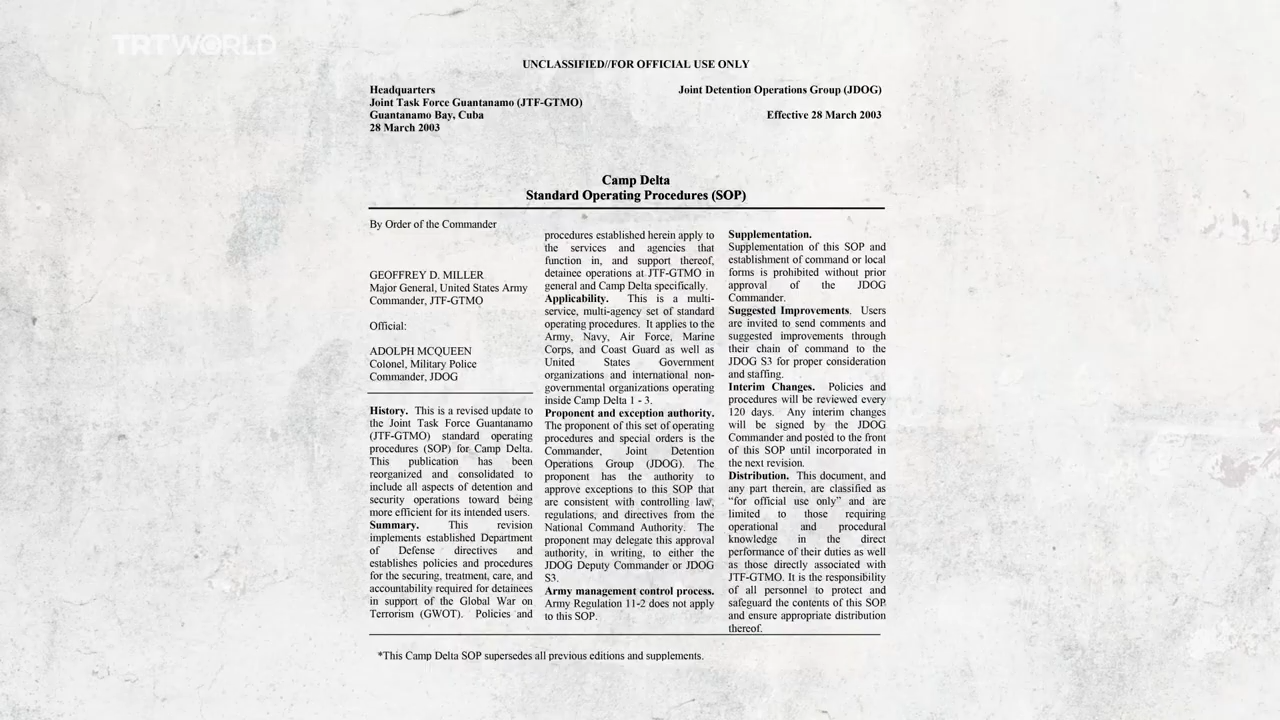 TRT WORLD
UNCLASSIFIED//FOR OFFICIAL USE ONLY
Headquarters
Joint Task Force Guantanamo (JTF-GTMO)
Guantanamo Bay, Cuba
28 March 2003
Joint Detention Operations Group (JDOG)
Effective 28 March 2003
Camp Delta
Standard Operating Procedures (SOP)
By Order of the Commander
GEOFFREY D. MILLER
Major General, United States Army
Commander, JTF-GTMO
Official:
ADOLPH MCQUEEN
Colonel, Military Police
Commander, JDOG
History. This is a revised update to
the Joint Task Force Guantanamo
(JTF-GTMO) standard operating
procedures (SOP) for Camp Delta.
This publication has been
reorganized and consolidated to
include all aspects of detention and
security operations toward being
more efficient for its intended users.
Summary. This revision
implements established Department
of Defense directives and
establishes policies and procedures
for the securing, treatment, care, and
accountability required for detainees
in support of the Global War on
Terrorism (GWOT). Policies and
procedures established herein apply to
the services and agencies that
function in, and support thereof,
detainee operations at JTF-GTMO in
general and Camp Delta specifically.
Applicability. This is a multi-
service, multi-agency set of standard
operating procedures. It applies to the
Army, Navy, Air Force, Marine
Corps, and Coast Guard as well as
United States Government
organizations and international non-
governmental organizations operating
inside Camp Delta 1 - 3.
Proponent and exception authority.
The proponent of this set of operating
procedures and special orders is the
Commander, Joint Detention
Operations Group (JDOG). The
proponent has the authority to
approve exceptions to this SOP that
are consistent with controlling law,
regulations, and directives from the
National Command Authority. The
proponent may delegate this approval
authority, in writing, to either the
JDOG Deputy Commander or JDOG
S3.
Army management control process.
Army Regulation 11-2 does not apply
to this SOP.
Supplementation.
Supplementation of this SOP and
establishment of command or local
forms is prohibited without prior
approval of the JDOG
Commander.
Suggested Improvements. Users
are invited to send comments and
suggested improvements through
their chain of command to the
JDOG S3 for proper consideration
and staffing.
Interim Changes. Policies and
procedures will be reviewed every
120 days. Any interim changes
will be signed by the JDOG
Commander and posted to the front
of this SOP until incorporated in
the next revision.
Distribution. This document, and
any part therein, are classified as
“for official use only” and are
limited to those requiring
operational and procedural
knowledge in the direct
performance of their duties as well
as those directly associated with
JTF-GTMO. It is the responsibility
of all personnel to protect and
safeguard the contents of this SOP
and ensure appropriate distribution
thereof.
*This Camp Delta SOP supersedes all previous editions and supplements.